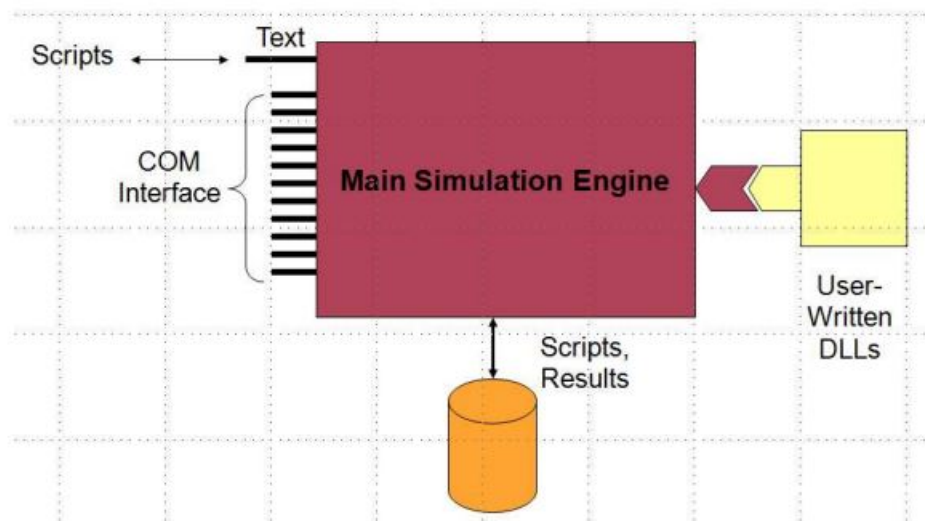 Text
Scripts
COM
Interface
Main Simulation Engine
User-
Written
DLLs
Scripts,
Results